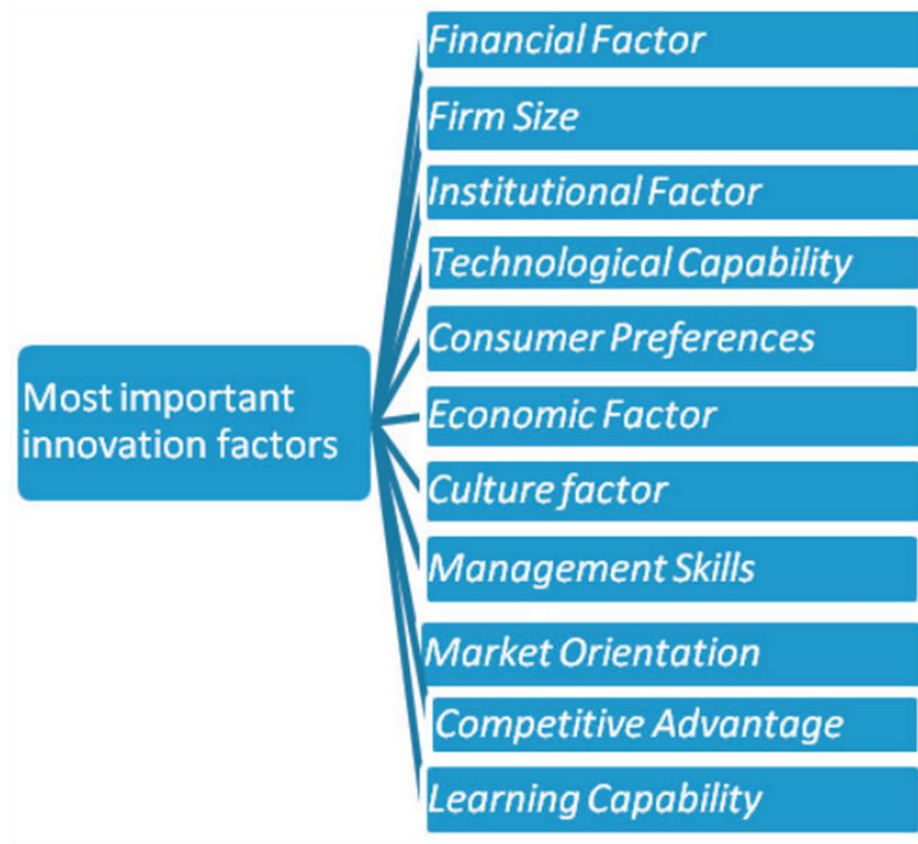 Financial Factor
Firm Size
Institutional Factor
Technological Capability
Consumer Preferences
Most important
innovation factors
Economic Factor
Culture factor
Management Skills
Market Orientation
Competitive Advantage
Learning Capability